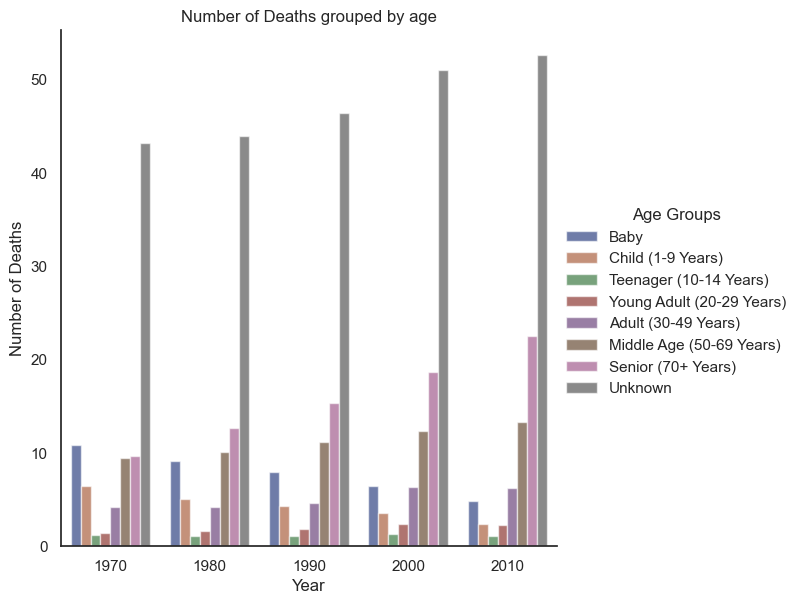 Number of Deaths grouped by age
50
40
30
20
10
0
Number of Deaths
1970 1980 1990 2000 2010
Year
Age Groups
Baby
Child (1-9 Years)
Teenager (10-14 Years)
Young Adult (20-29 Years)
Adult (30-49 Years)
Middle Age (50-69 Years)
Senior (70+ Years)
Unknown